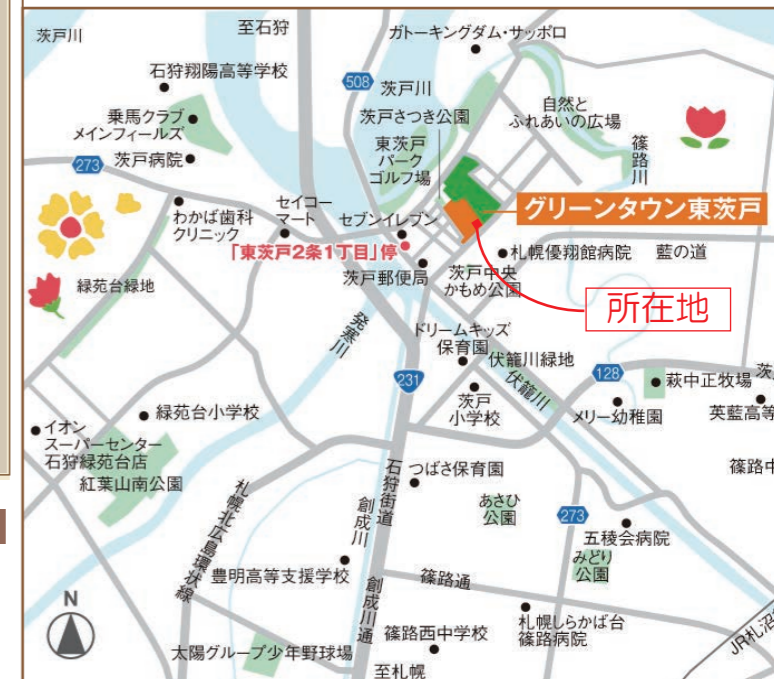 茨戸川
至石狩
ガトーキングダム・サッポロ
石狩翔陽高等学校
508
茨戸川
乗馬クラブ
メインフィールズ
茨戸さつき公園
自然と
ふれあいの広場
東茨戸
パーク
ゴルフ場
篠路川
273
茨戸病院
わかば歯科
クリニック
セイコー
マート
セブンイレブン
グリーンタウン東茨戸
「東茨戸2条1丁目」停
札幌優翔館病院
藍の道
茨戸郵便局
茨戸中央
かもめ公園
緑苑台緑地
所在地
発寒川
ドリームキッズ
保育園
伏籠川緑地
伏籠川
231
128
萩中正牧場
茨戸
小学校
メリー幼稚園
英藍高等
緑苑台小学校
イオン
スーパーセンター
石狩緑苑台店
紅葉山南公園
石狩街道
つばさ保育園
篠路中
札幌北広島環状線
創成川
あさひ
公園
273
五稜会病院
みどり
公園
豊明高等支援学校
篠路通
創成川通
札幌しらかば台
篠路病院
N
篠路西中学校
太陽グループ少年野球場
至札幌
JR札沼